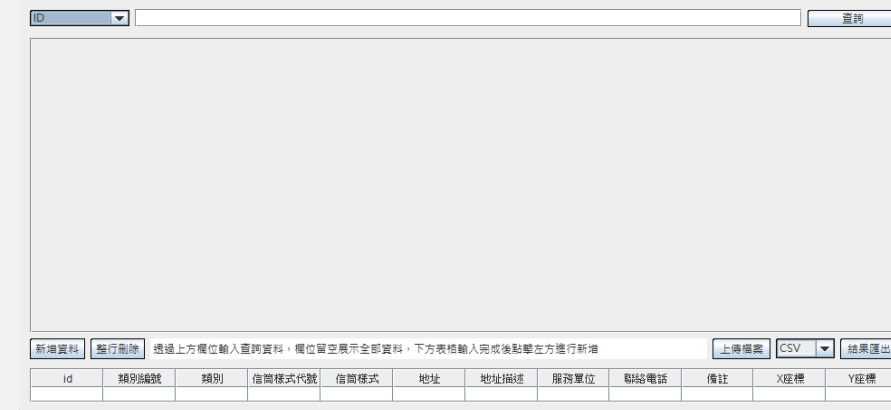 ID 查詢
新增資料 整行刪除 透過上方欄位輸入查詢資料，欄位留空展示全部資料，下方表格輸入完成後點擊左方進行新增 上傳檔案 CSV 結果匯出
id 類別編號 類別 信筒樣式代號 信筒樣式 地址 地址描述 服務單位 聯絡電話 備註 X座標 Y座標